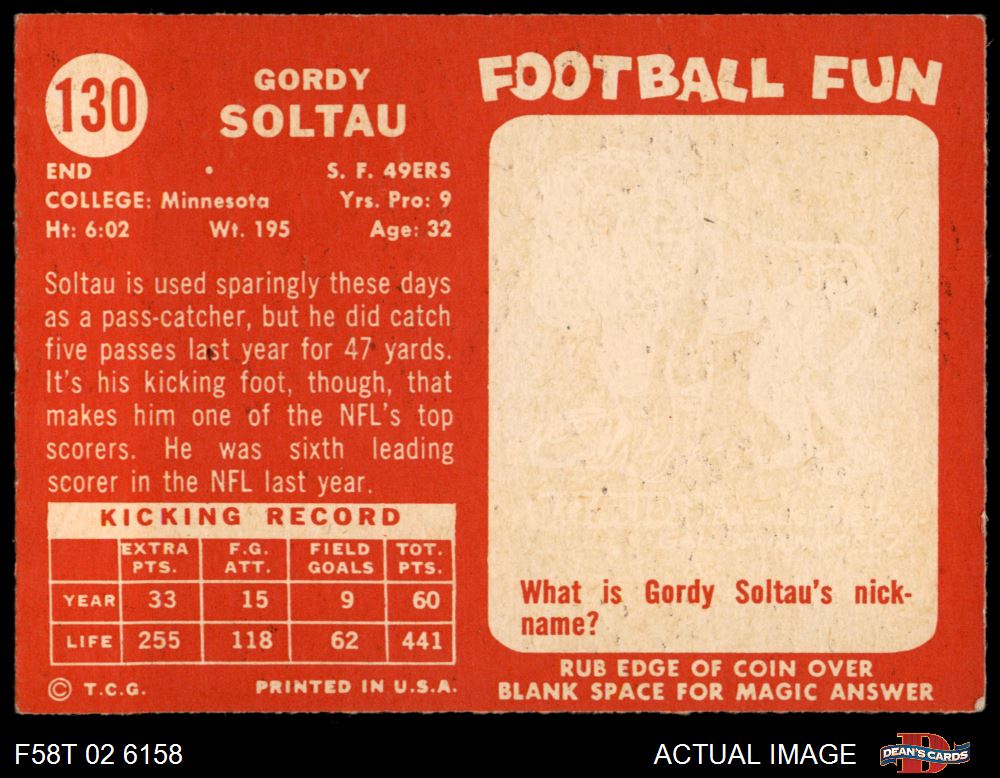 130
GORDY
SOLTAU
END • S. F. 49ERS
COLLEGE: Minnesota Yrs. Pro: 9
Ht: 6:02 Wt. 195 Age: 32
Soltau is used sparingly these days
as a pass-catcher, but he did catch
five passes last year for 47 yards.
It's his kicking foot, though, that
makes him one of the NFL's top
scorers. He was sixth leading
scorer in the NFL last year.
KICKING RECORD
EXTRA PTS. F.G. ATT. FIELD GOALS TOT. PTS.
YEAR 33 15 9 60
LIFE 255 118 62 441
© T.C.G. PRINTED IN U.S.A.
FOOTBALL FUN
What is Gordy Soltau's nick-
name?
RUB EDGE OF COIN OVER
BLANK SPACE FOR MAGIC ANSWER
F58T 02 6158
ACTUAL IMAGE
DEAN'S CARDS